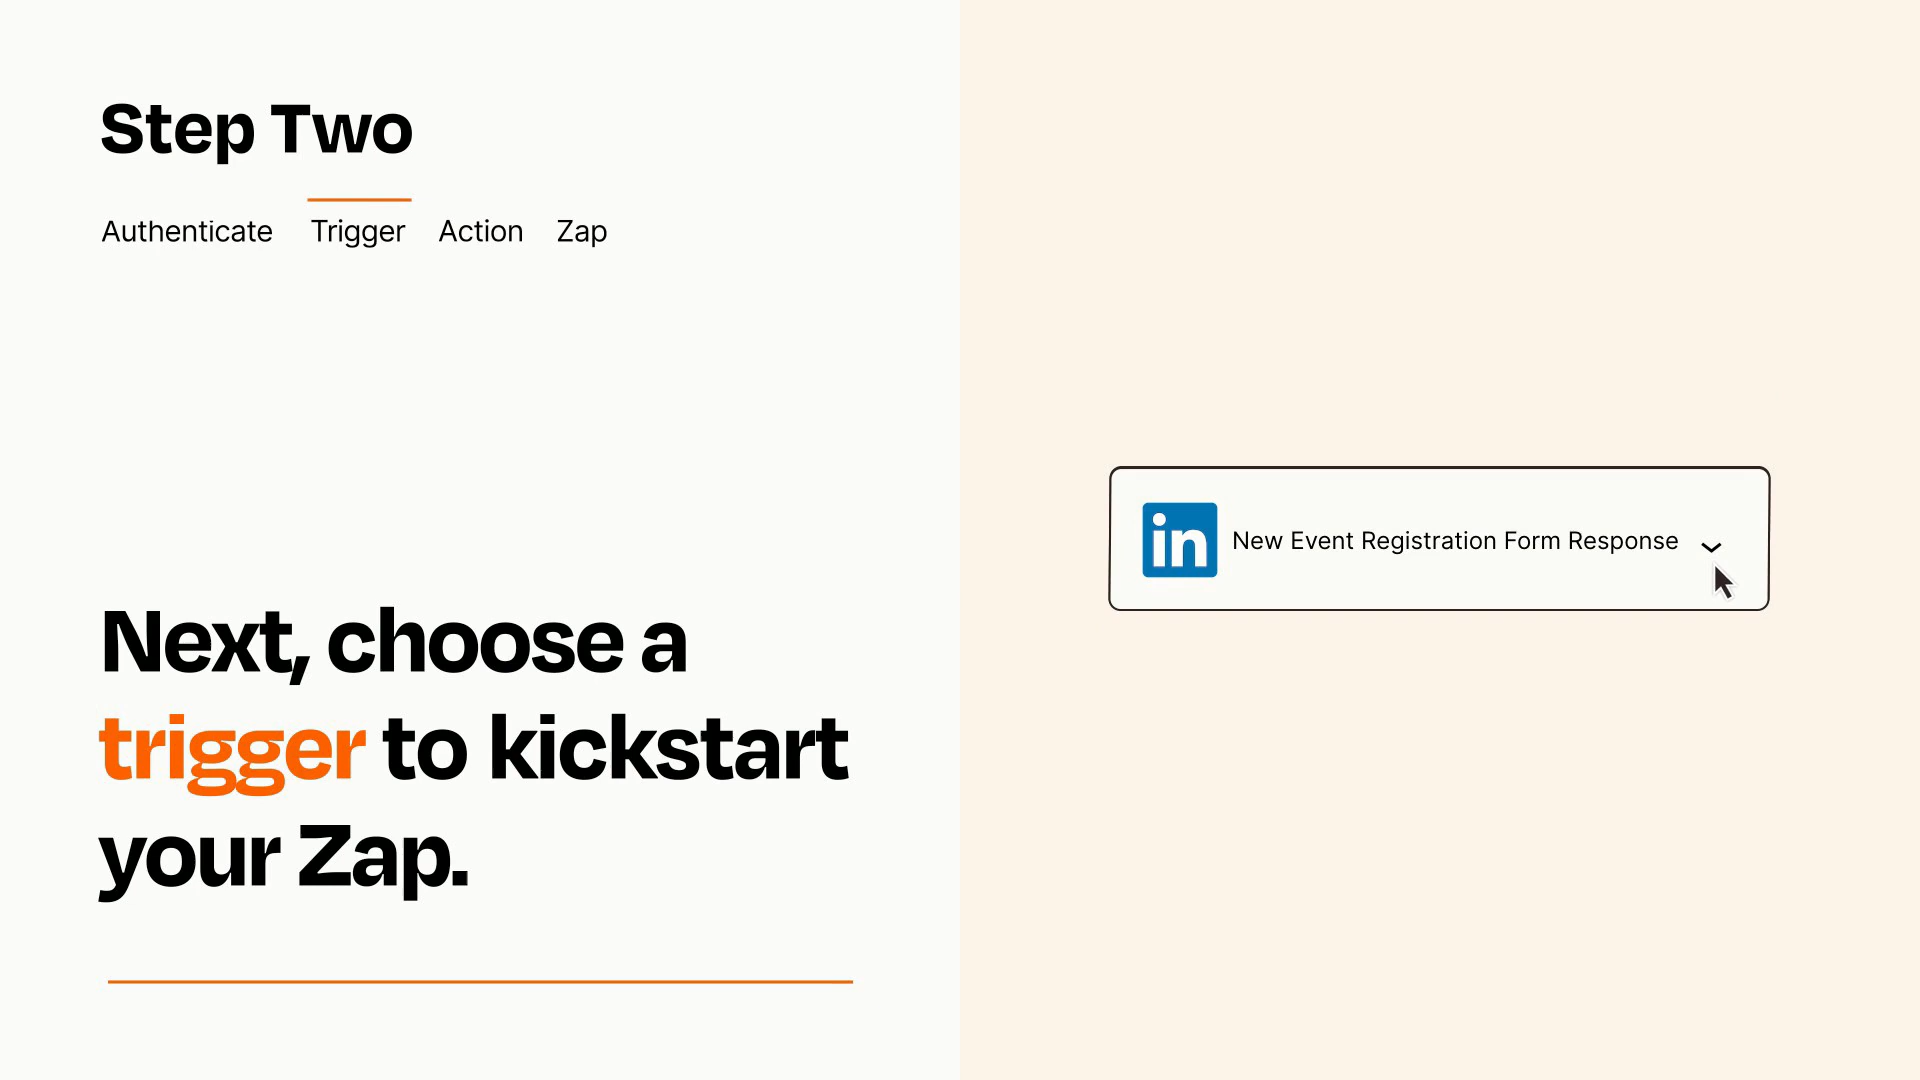 Step Two
Authenticate Trigger Action Zap
Next, choose a
trigger to kickstart
your Zap.
in New Event Registration Form Response